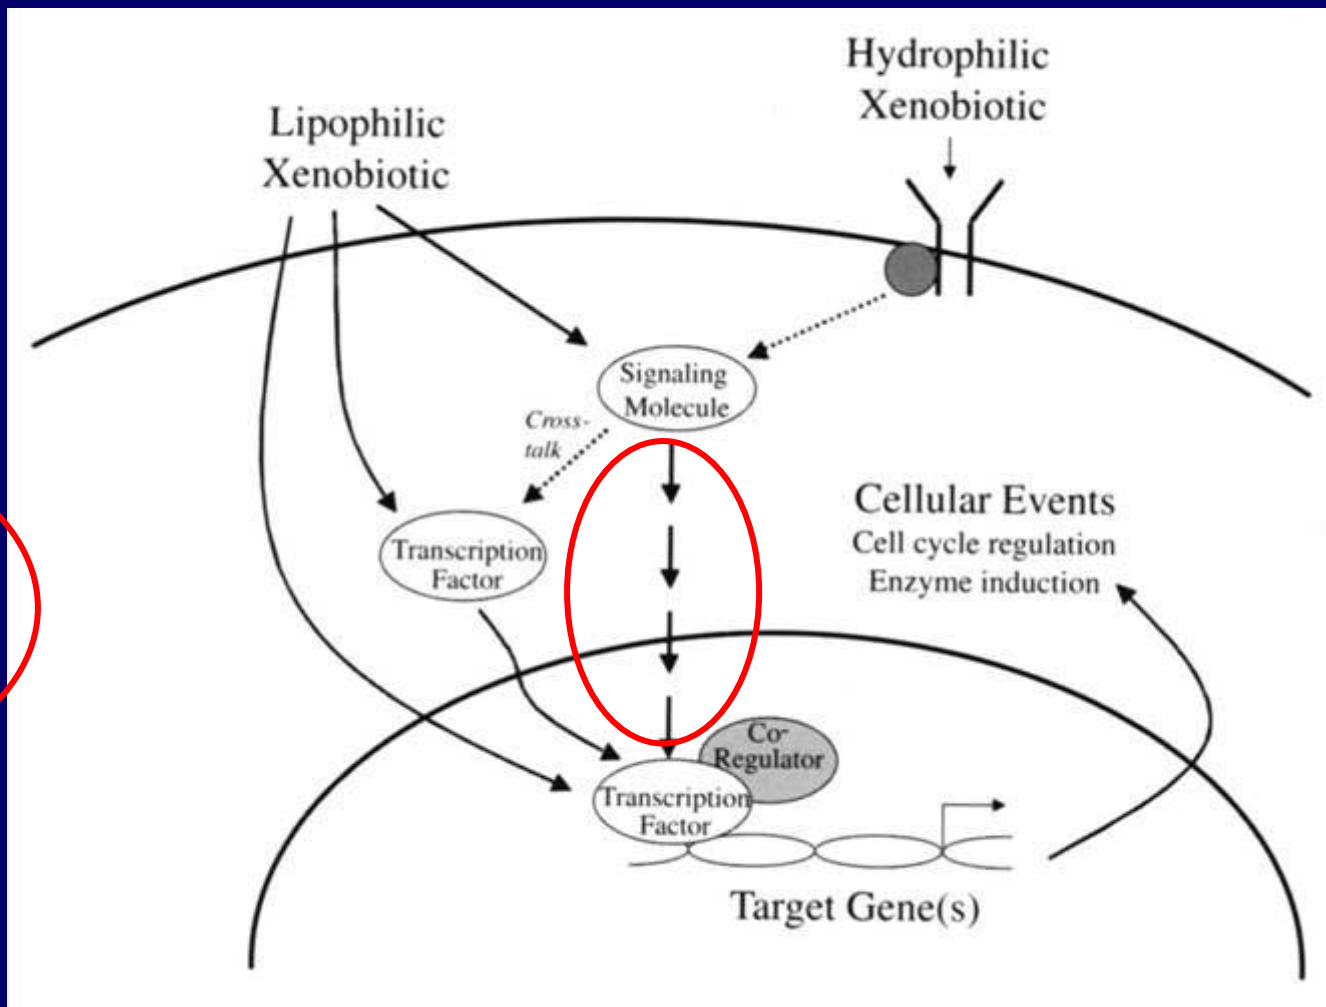 Hydrophilic
Xenobiotic
Lipophilic
Xenobiotic
Signaling
Molecule
Cross-
talk
Transcription
Factor
Cellular Events
Cell cycle regulation
Enzyme induction
Co-
Regulator
Transcription
Factor
Target Gene(s)